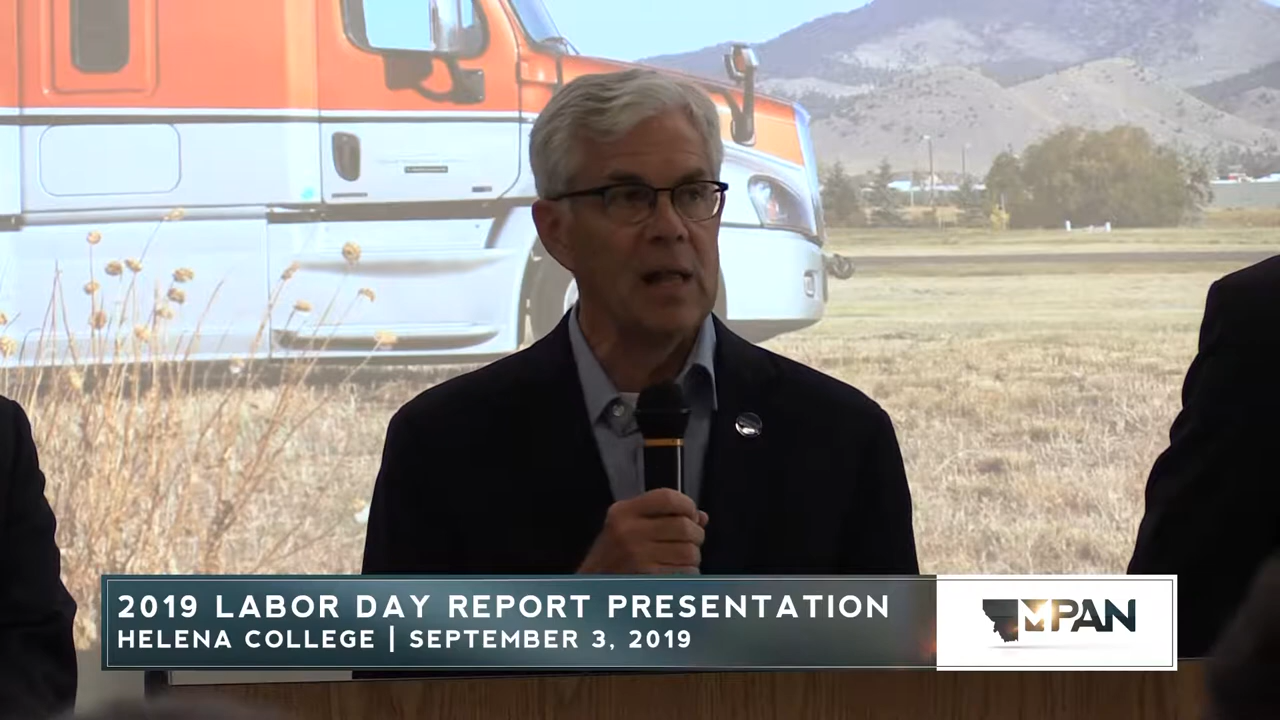 2019 LABOR DAY REPORT PRESENTATION
HELENA COLLEGE | SEPTEMBER 3, 2019
MPAN